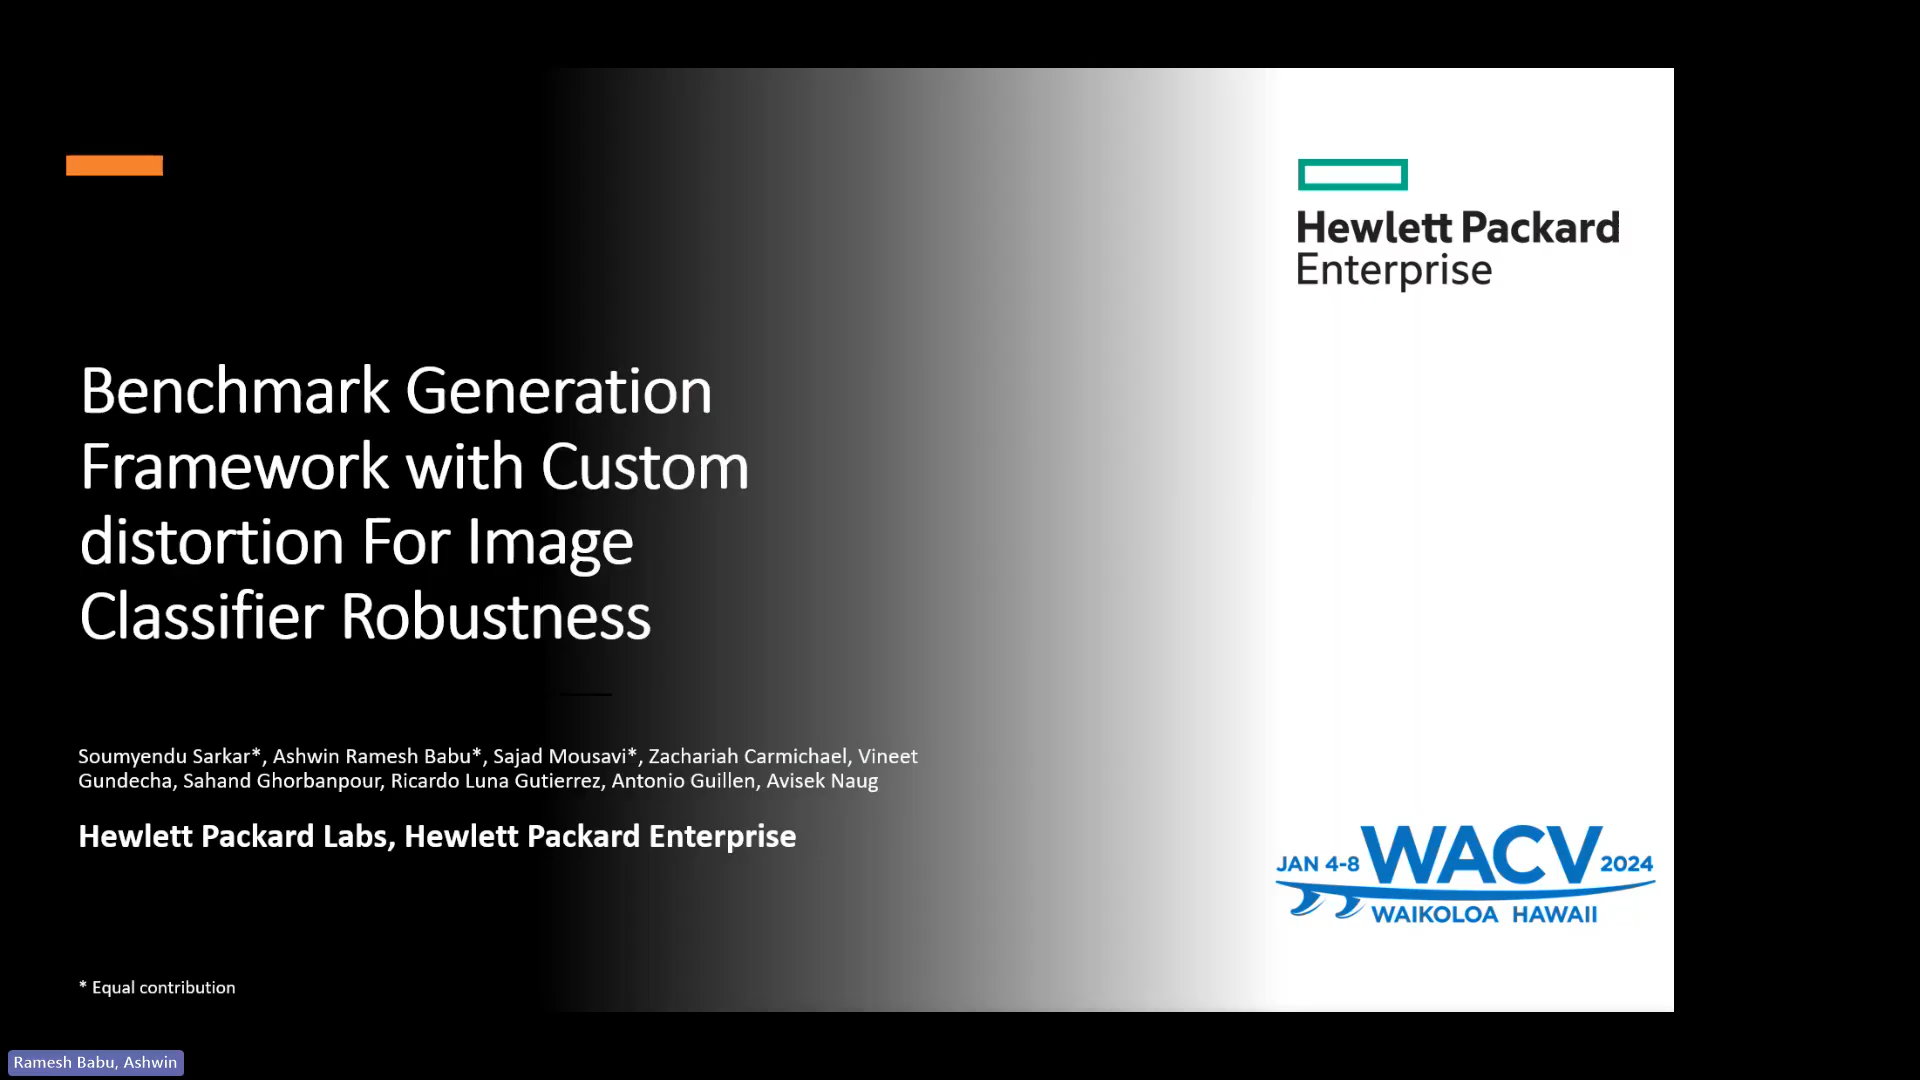 Hewlett Packard
Enterprise
Benchmark Generation
Framework with Custom
distortion For Image
Classifier Robustness
Soumyendu Sarkar*, Ashwin Ramesh Babu*, Sajad Mousavi*, Zachariah Carmichael, Vineet
Gundecha, Sahand Ghorbanpour, Ricardo Luna Gutierrez, Antonio Guillen, Avisek Naug
Hewlett Packard Labs, Hewlett Packard Enterprise
JAN 4-8 WACV 2024
WAIKOLOA HAWAII
* Equal contribution
Ramesh Babu, Ashwin